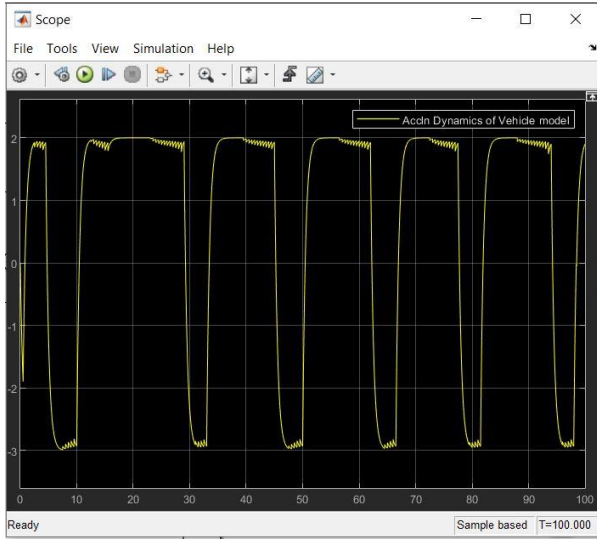 Scope
File Tools View Simulation Help
Accln Dynamics of Vehicle model
2
1
0
-1
-2
-3
0 10 20 30 40 50 60 70 80 90 100
Ready Sample based T=100.000